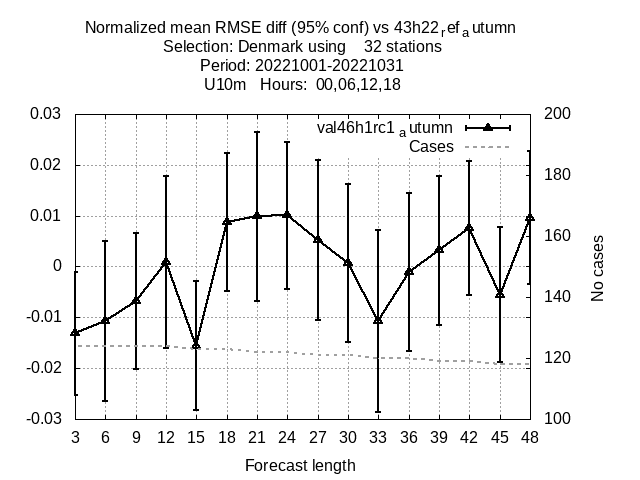 Normalized mean RMSE diff (95% conf) vs 43h22refautumn
Selection: Denmark using    32 stations
Period: 20221001-20221031
U10m   Hours:  00,06,12,18
val46h1rc1autumn
Cases
0.03
0.02
0.01
0
-0.01
-0.02
-0.03
200
180
160
140
120
100
No cases
3 6 9 12 15 18 21 24 27 30 33 36 39 42 45 48
Forecast length